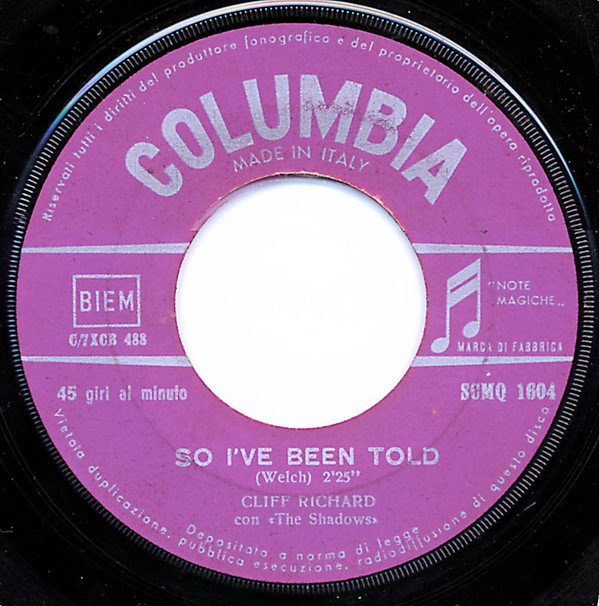 Riservati tutti i diritti del produttore fonografico e del proprietario dell'opera riprodotta
COLUMBIA
MADE IN ITALY
BIEM
"NOTE
MAGICHE„
C/7XCB 488
MARCA DI FABBRICA
45 giri al minuto
SCMQ 1604
SO I'VE BEEN TOLD
(Welch) 2'25"
CLIFF RICHARD
con «The Shadows»
Depositato a norma di legge
Vietata duplicazione, pubblica esecuzione, radiodiffusione di questo disco